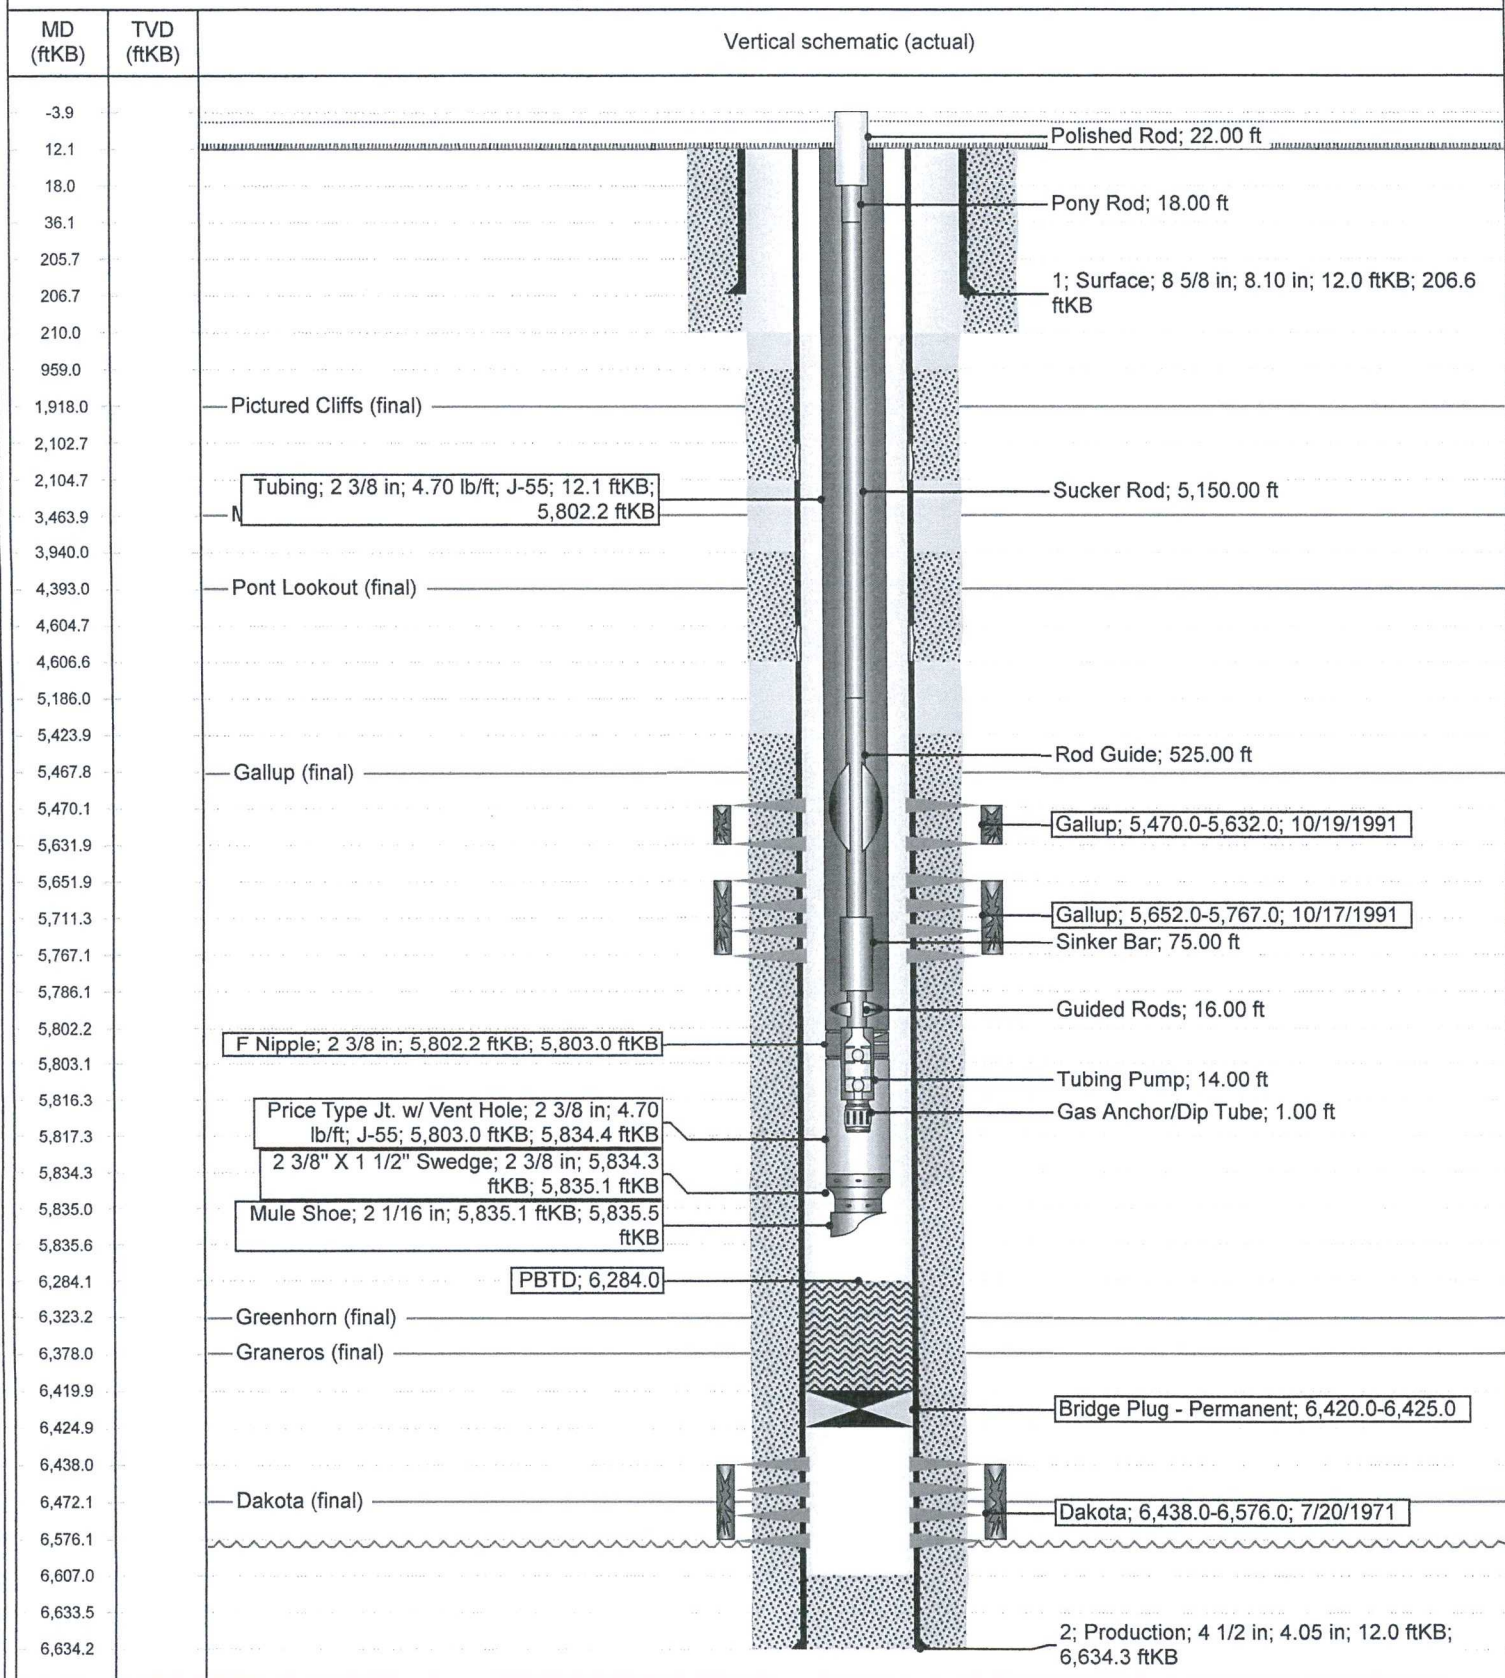 MD
(ftKB)
TVD
(ftKB)
Vertical schematic (actual)
-3.9
12.1
18.0
36.1
205.7
206.7
210.0
959.0
1,918.0
2,102.7
2,104.7
3,463.9
3,940.0
4,393.0
4,604.7
4,606.6
5,186.0
5,423.9
5,467.8
5,470.1
5,631.9
5,651.9
5,711.3
5,767.1
5,786.1
5,802.2
5,803.1
5,816.3
5,817.3
5,834.3
5,835.0
5,835.6
6,284.1
6,323.2
6,378.0
6,419.9
6,424.9
6,438.0
6,472.1
6,576.1
6,607.0
6,633.5
6,634.2
Pictured Cliffs (final)
Tubing; 2 3/8 in; 4.70 lb/ft; J-55; 12.1 ftKB;
5,802.2 ftKB
Pont Lookout (final)
Gallup (final)
F Nipple; 2 3/8 in; 5,802.2 ftKB; 5,803.0 ftKB
Price Type Jt. w/ Vent Hole; 2 3/8 in; 4.70
lb/ft; J-55; 5,803.0 ftKB; 5,834.4 ftKB
2 3/8" X 1 1/2" Swedge; 2 3/8 in; 5,834.3
ftKB; 5,835.1 ftKB
Mule Shoe; 2 1/16 in; 5,835.1 ftKB; 5,835.5
ftKB
PBTD; 6,284.0
Greenhorn (final)
Graneros (final)
Dakota (final)
Polished Rod; 22.00 ft
Pony Rod; 18.00 ft
1; Surface; 8 5/8 in; 8.10 in; 12.0 ftKB; 206.6
ftKB
Sucker Rod; 5,150.00 ft
Rod Guide; 525.00 ft
Gallup; 5,470.0-5,632.0; 10/19/1991
Gallup; 5,652.0-5,767.0; 10/17/1991
Sinker Bar; 75.00 ft
Guided Rods; 16.00 ft
Tubing Pump; 14.00 ft
Gas Anchor/Dip Tube; 1.00 ft
Bridge Plug - Permanent; 6,420.0-6,425.0
Dakota; 6,438.0-6,576.0; 7/20/1971
2; Production; 4 1/2 in; 4.05 in; 12.0 ftKB;
6,634.3 ftKB